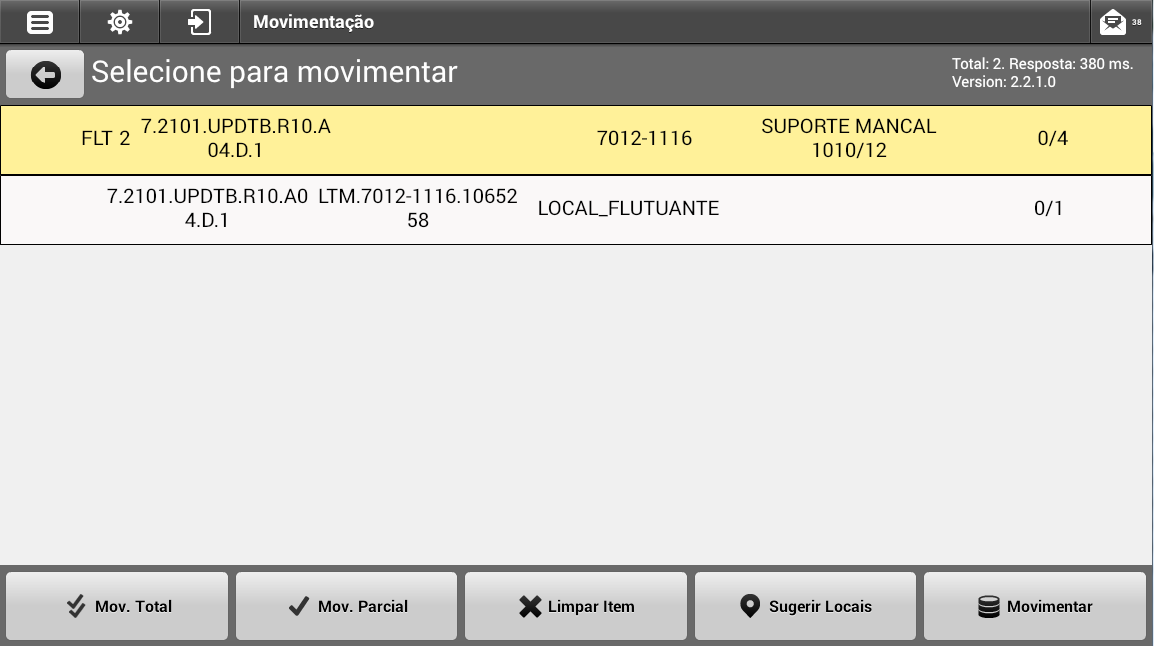 Movimentação
38
Selecione para movimentar
Total: 2. Resposta: 380 ms.
Version: 2.2.1.0
FLT 2 7.2101.UPDTB.R10.A 7012-1116 SUPORTE MANCAL 0/4
04.D.1 1010/12
7.2101.UPDTB.R10.A0 LTM.7012-1116.10652 LOCAL_FLUTUANTE 0/1
4.D.1 58
Mov. Total Mov. Parcial Limpar Item Sugerir Locais Movimentar